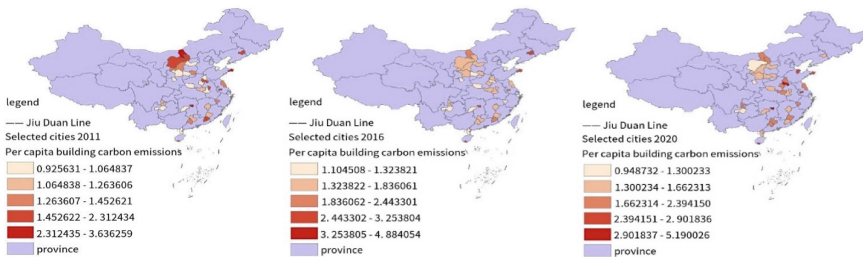 legend
—— Jiu Duan Line
Selected cities 2011
Per capita building carbon emissions
0.925631 - 1.064837
1.064838 - 1.263606
1.263607 - 1.452621
1.452622 - 2. 312434
2.312435 - 3.636259
province
legend
—— Jiu Duan Line
Selected cities 2016
Per capita building carbon emissions
1.104508 - 1.323821
1.323822 - 1.836061
1.836062 - 2.443301
2. 443302 - 3. 253804
3.253805 - 4. 884054
province
legend
—— Jiu Duan Line
Selected cities 2020
Per capita building carbon emissions
0.948732 - 1.300233
1.300234 - 1.662313
1.662314 - 2.394150
2.394151 - 2. 901836
2.901837 - 5.190026
province